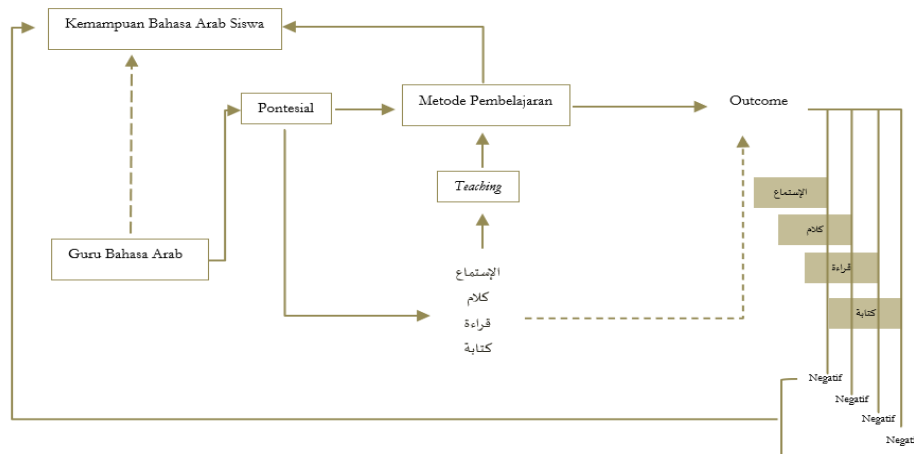 Kemampuan Bahasa Arab Siswa
Pontesial
Metode Pembelajaran
Outcome
Teaching
Guru Bahasa Arab
الإستماع
كلام
قراءة
كتابة
الإستماع
كلام
قراءة
كتابة
Negatif
Negatif
Negatif
Negati